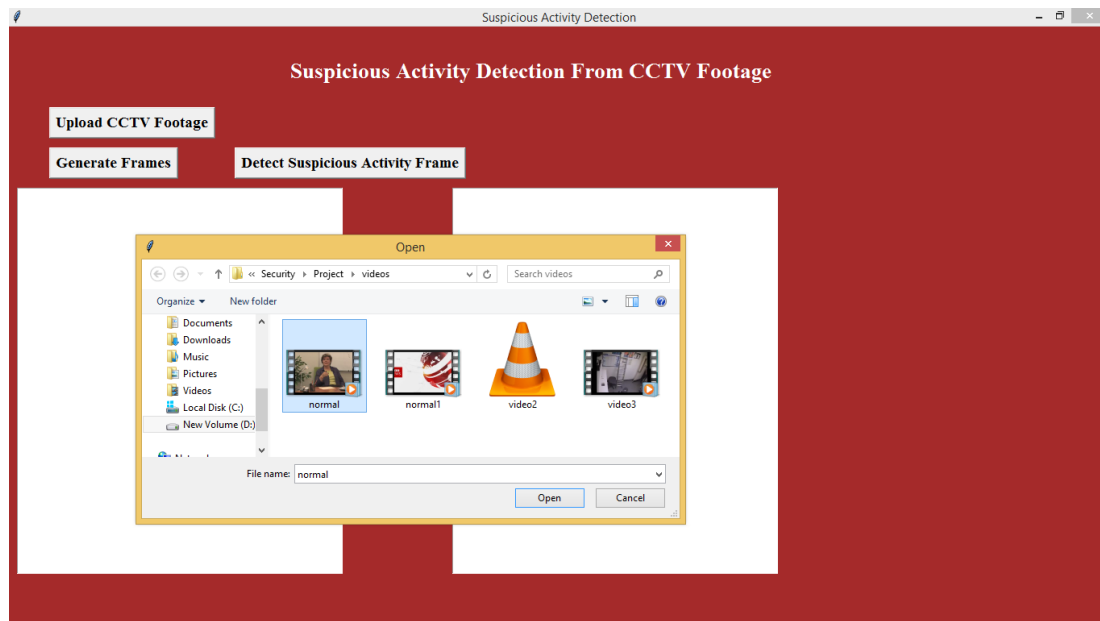 Suspicious Activity Detection
Suspicious Activity Detection From CCTV Footage
Upload CCTV Footage
Generate Frames
Detect Suspicious Activity Frame
Open
« Security Project videos
Search videos
Organize
New folder
Documents
Downloads
Music
Pictures
Videos
Local Disk (C:)
New Volume (D:)
normal
normal1
video2
video3
File name:
normal
Open
Cancel